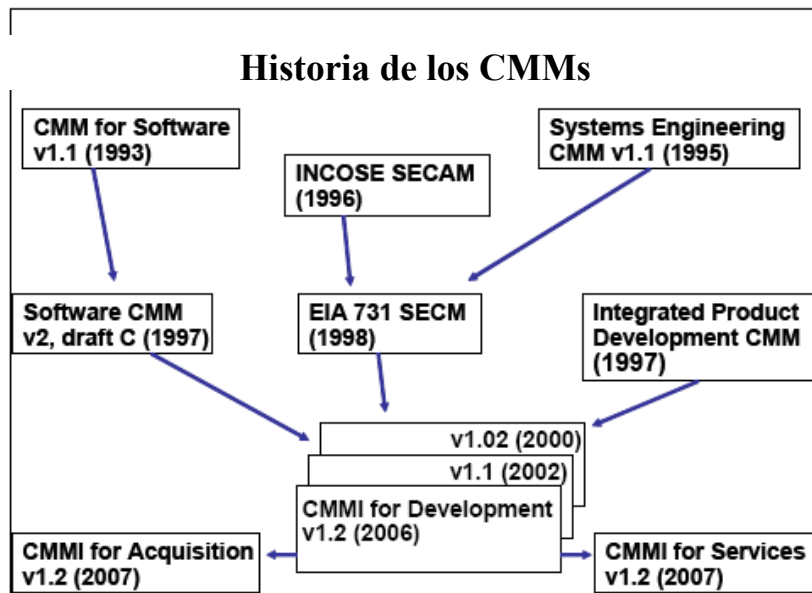 Historia de los CMMs
CMM for Software
v1.1 (1993)
Systems Engineering
CMM v1.1 (1995)
INCOSE SECAM
(1996)
Software CMM
v2, draft C (1997)
EIA 731 SECM
(1998)
Integrated Product
Development CMM
(1997)
v1.02 (2000)
v1.1 (2002)
CMMI for Development
v1.2 (2006)
CMMI for Acquisition
v1.2 (2007)
CMMI for Services
v1.2 (2007)